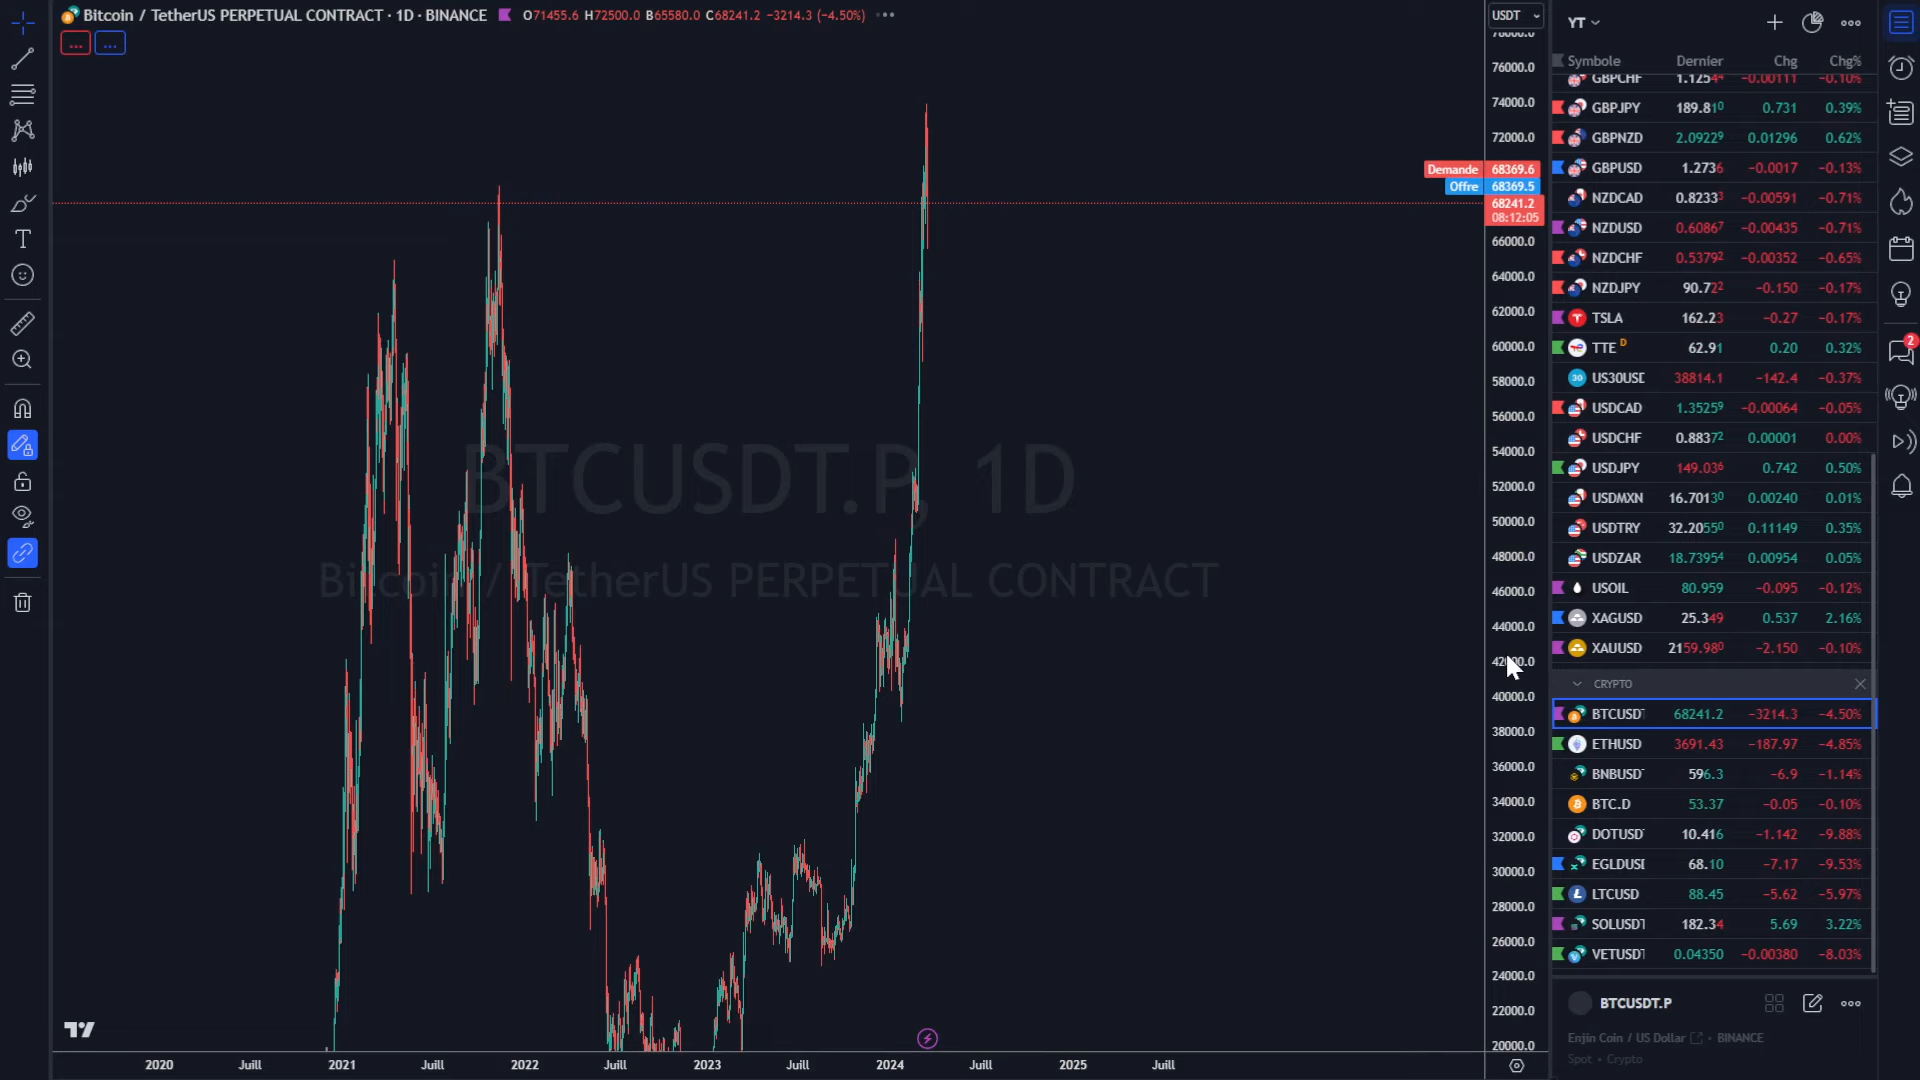 Bitcoin / TetherUS PERPETUAL CONTRACT · 1D · BINANCE O71455.6 H72500.0 B65580.0 C68241.2 −3214.3 (−4.50%)
USDT
YT
Symbole Dernier Chg Chg%
GBPCHF 1.12544 −0.00111 −0.10%
GBPJPY 189.810 0.731 0.39%
GBPNZD 2.09229 0.01296 0.62%
GBPUSD 1.2736 −0.0017 −0.13%
NZDCAD 0.82333 −0.00591 −0.71%
NZDUSD 0.60867 −0.00435 −0.71%
NZDCHF 0.53792 −0.00352 −0.65%
NZDJPY 90.722 −0.150 −0.17%
TSLA 162.23 −0.27 −0.17%
TTE D 62.91 0.20 0.32%
US30USD 38814.1 −142.4 −0.37%
USDCAD 1.35259 −0.00064 −0.05%
USDCHF 0.88372 0.00001 0.00%
USDJPY 149.036 0.742 0.50%
USDMXN 16.70130 0.00240 0.01%
USDTRY 32.20550 0.11149 0.35%
USDZAR 18.73954 0.00954 0.05%
USOIL 80.959 −0.095 −0.12%
XAGUSD 25.349 0.537 2.16%
XAUUSD 2159.980 −2.150 −0.10%
CRYPTO
BTCUSDT 68241.2 −3214.3 −4.50%
ETHUSD 3691.43 −187.97 −4.85%
BNBUSDT 596.3 −6.9 −1.14%
BTC.D 53.37 −0.05 −0.10%
DOTUSDT 10.416 −1.142 −9.88%
EGLDUSD 68.10 −7.17 −9.53%
LTCUSD 88.45 −5.62 −5.97%
SOLUSDT 182.34 5.69 3.22%
VETUSDT 0.04350 −0.00380 −8.03%
BTCUSDT.P
Enjin Coin / US Dollar · BINANCE
Spot · Crypto
2
78000.0
76000.0
74000.0
72000.0
Demande 68369.6
Offre 68369.5
68241.2
08:12:05
66000.0
64000.0
62000.0
60000.0
58000.0
56000.0
54000.0
52000.0
50000.0
48000.0
46000.0
44000.0
42000.0
40000.0
38000.0
36000.0
34000.0
32000.0
30000.0
28000.0
26000.0
24000.0
22000.0
20000.0
BTCUSDT.P, 1D
Bitcoin / TetherUS PERPETUAL CONTRACT
2020 Juill 2021 Juill 2022 Juill 2023 Juill 2024 Juill 2025 Juill